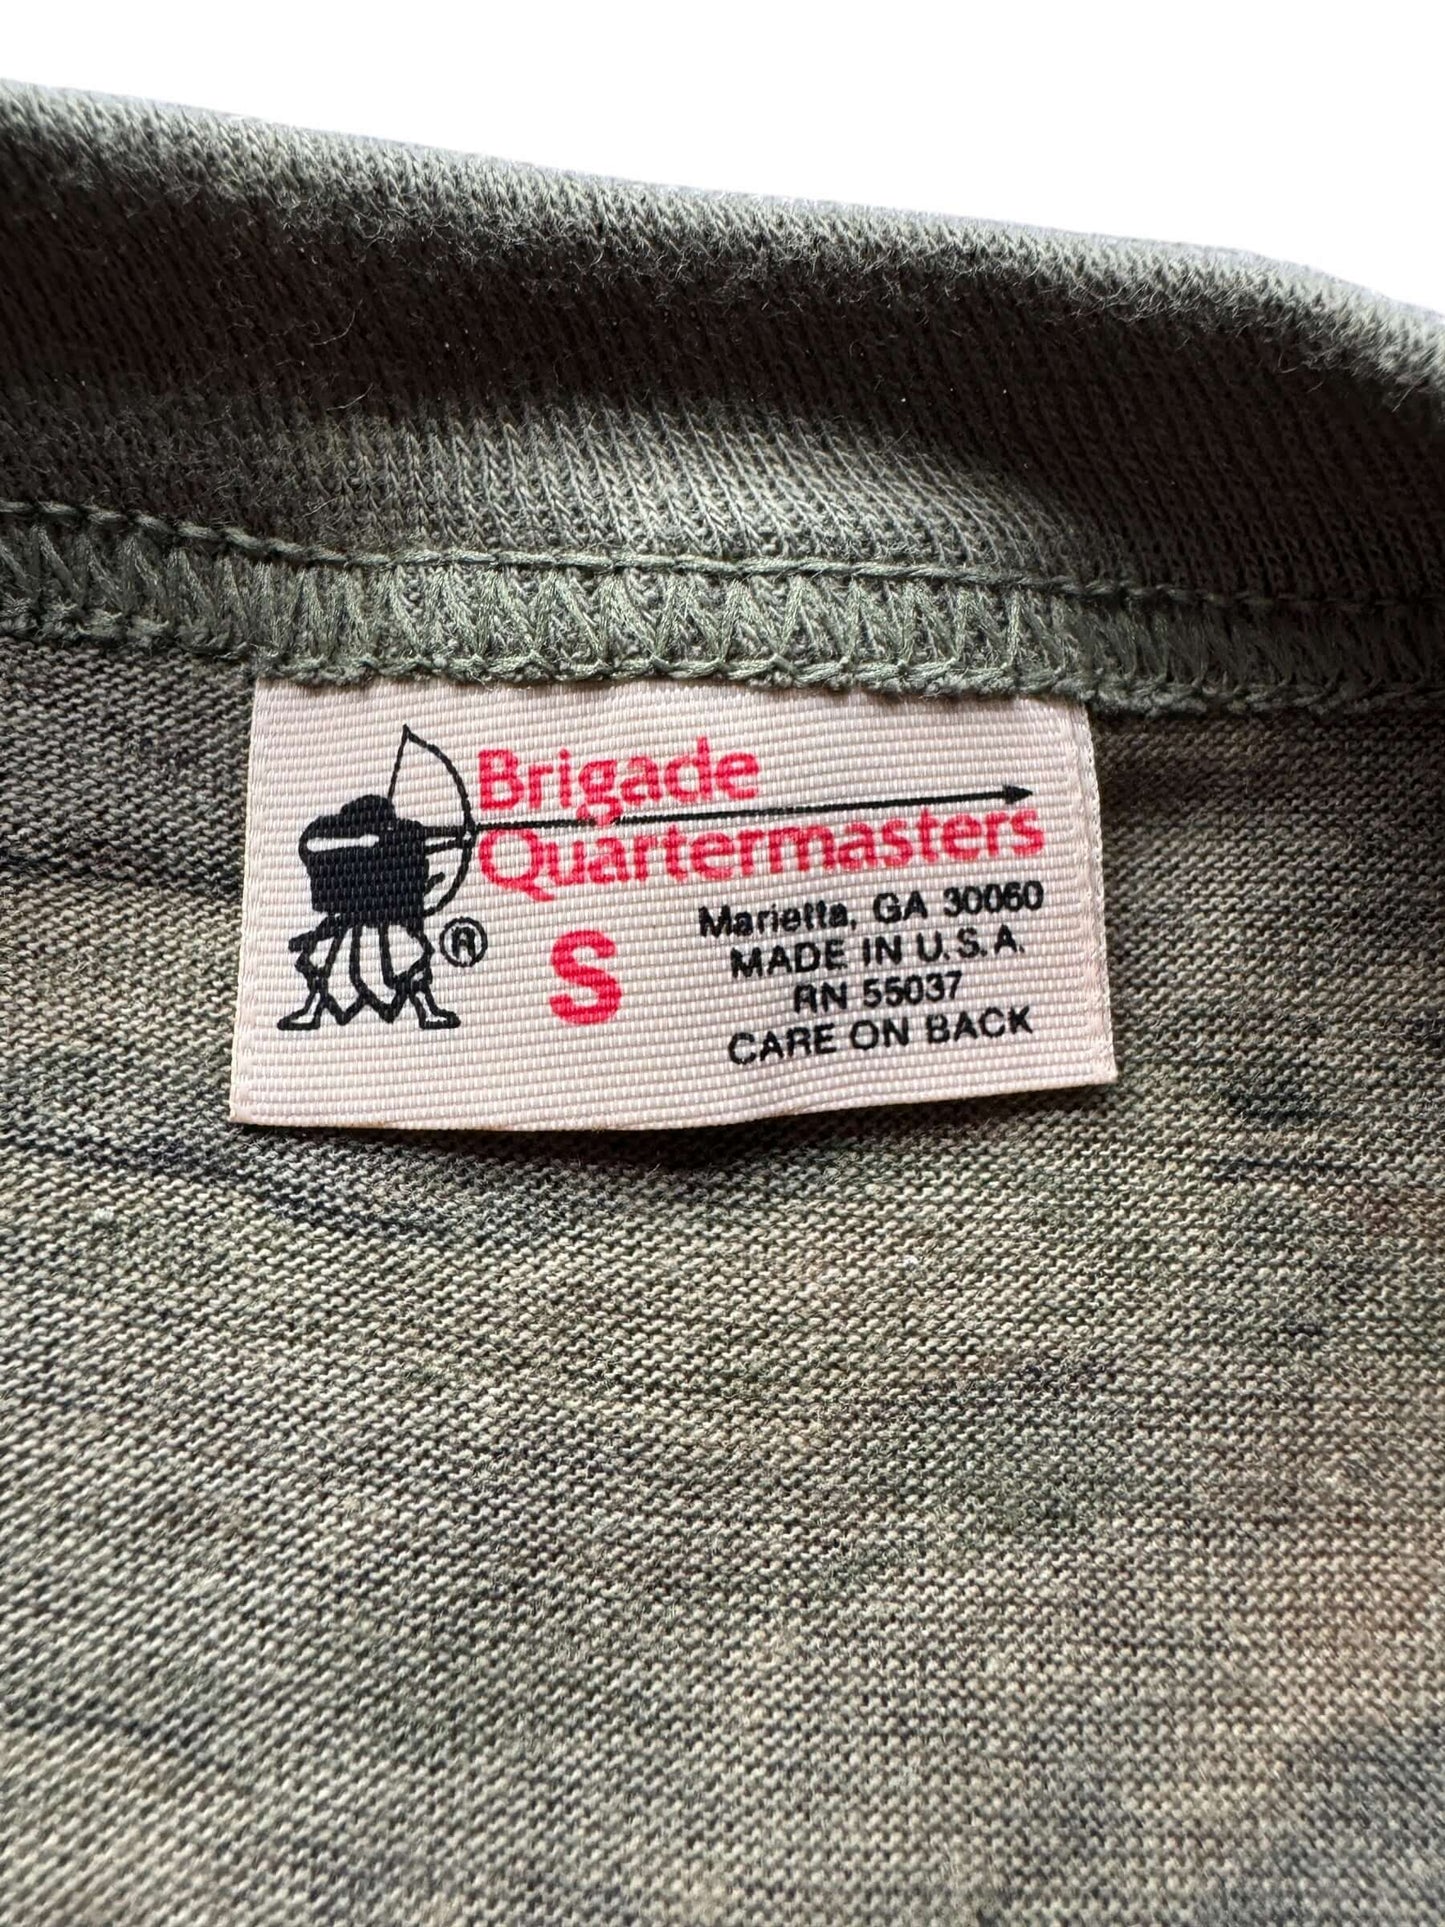 Brigade
Quartermasters
®
S
Marietta, GA 30060
MADE IN U.S.A.
RN 55037
CARE ON BACK